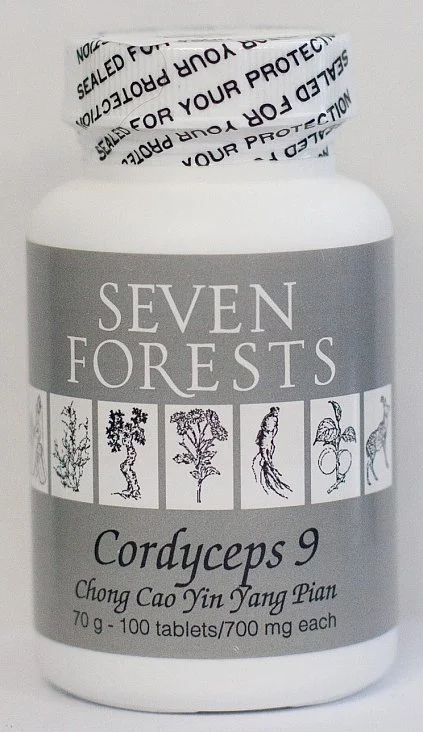 SEALED FOR YOUR PROTECTION
SEALED FOR YOUR PROTECTION
SEVEN
FORESTS
Cordyceps 9
Chong Cao Yin Yang Pian
70 g - 100 tablets/700 mg each